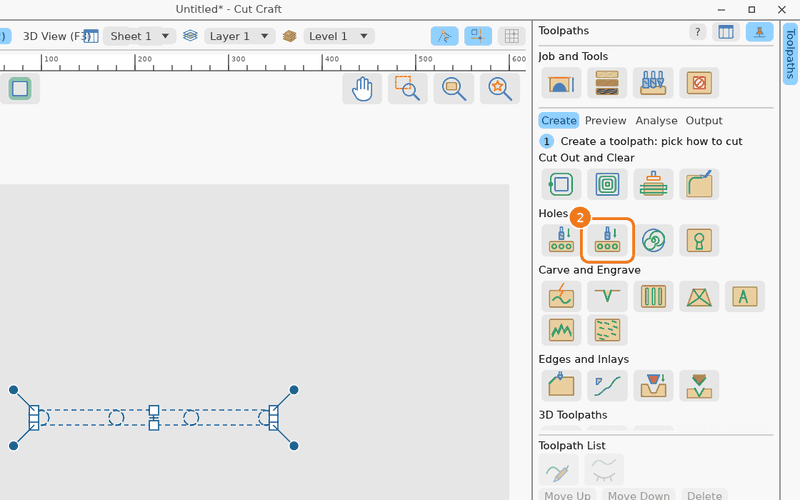 Untitled* - Cut Craft
3D View (F3) Sheet 1 Layer 1 Level 1
100 200 300 400 500 600
Toolpaths
?
Toolpaths
Job and Tools
Create Preview Analyse Output
1 Create a toolpath: pick how to cut
Cut Out and Clear
Holes
2
Carve and Engrave
A
Edges and Inlays
3D Toolpaths
Toolpath List
Move Up Move Down Delete